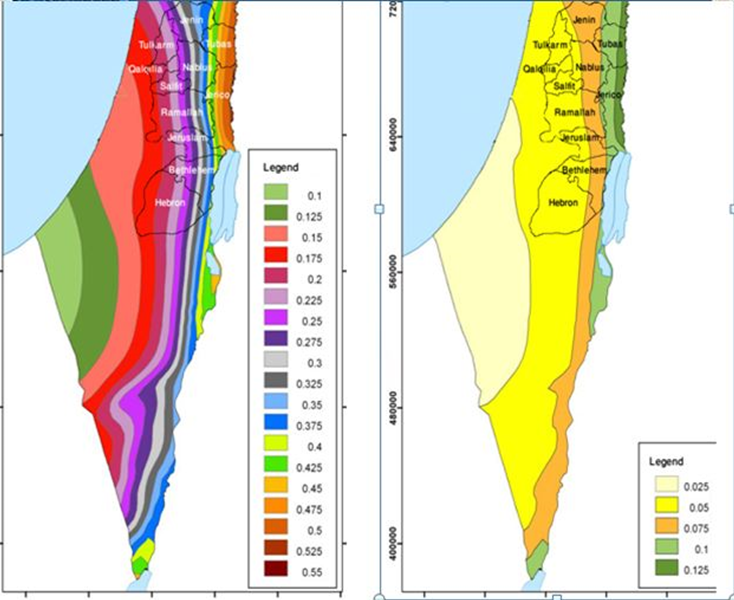 Jenin
Tulkarm
Tubas
Qalqilia
Nablus
Salfit
Jerico
Ramallah
Jeruslam
Bethlehem
Hebron
Legend
0.1
0.125
0.15
0.175
0.2
0.225
0.25
0.275
0.3
0.325
0.35
0.375
0.4
0.425
0.45
0.475
0.5
0.525
0.55
720
640000
560000
480000
400000
Jenin
Tulkarm
Tubas
Qalqilia
Nablus
Salfit
Jerico
Ramallah
Jeruslam
Bethlehem
Hebron
Legend
0.025
0.05
0.075
0.1
0.125